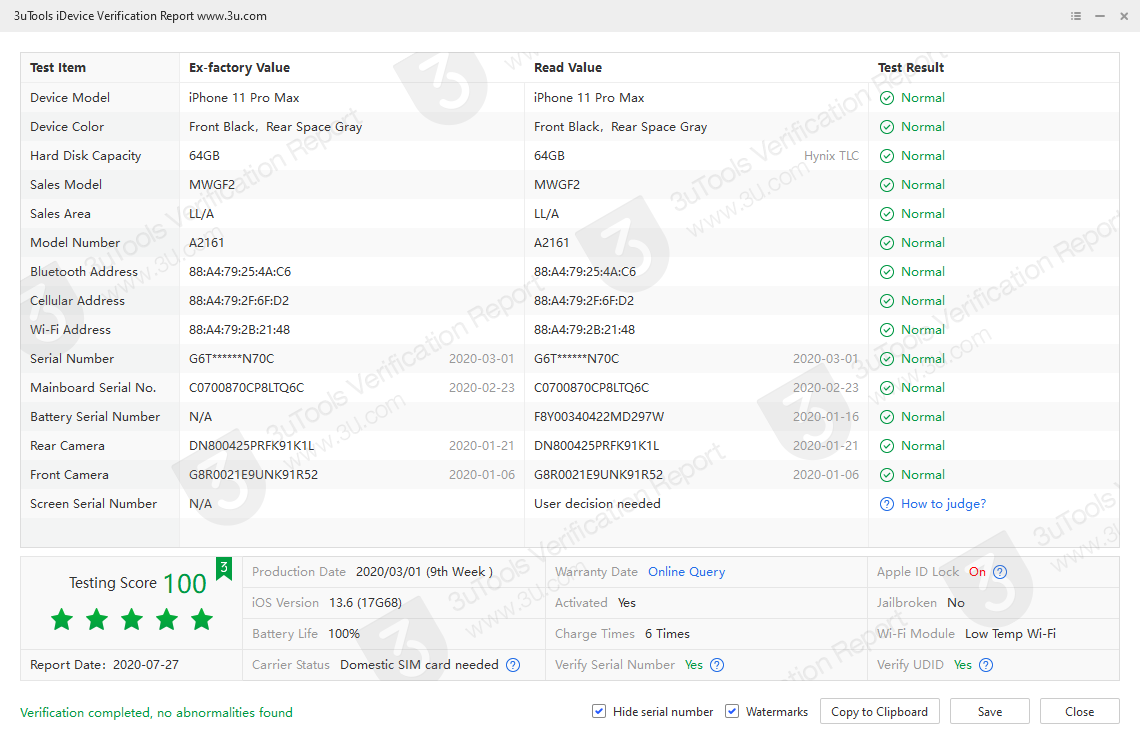 3uTools iDevice Verification Report www.3u.com
Test Item Ex-factory Value Read Value Test Result
Device Model iPhone 11 Pro Max iPhone 11 Pro Max Normal
Device Color Front Black, Rear Space Gray Front Black, Rear Space Gray Normal
Hard Disk Capacity 64GB 64GB Hynix TLC Normal
Sales Model MWGF2 MWGF2 Normal
Sales Area LL/A LL/A Normal
Model Number A2161 A2161 Normal
Bluetooth Address 88:A4:79:25:4A:C6 88:A4:79:25:4A:C6 Normal
Cellular Address 88:A4:79:2F:6F:D2 88:A4:79:2F:6F:D2 Normal
Wi-Fi Address 88:A4:79:2B:21:48 88:A4:79:2B:21:48 Normal
Serial Number G6T******N70C 2020-03-01 G6T******N70C 2020-03-01 Normal
Mainboard Serial No. C0700870CP8LTQ6C 2020-02-23 C0700870CP8LTQ6C 2020-02-23 Normal
Battery Serial Number N/A F8Y00340422MD297W 2020-01-16 Normal
Rear Camera DN800425PRFK91K1L 2020-01-21 DN800425PRFK91K1L 2020-01-21 Normal
Front Camera G8R0021E9UNK91R52 2020-01-06 G8R0021E9UNK91R52 2020-01-06 Normal
Screen Serial Number N/A User decision needed How to judge?
Testing Score 100 3
Production Date 2020/03/01 (9th Week ) Warranty Date Online Query Apple ID Lock On
iOS Version 13.6 (17G68) Activated Yes Jailbroken No
Battery Life 100% Charge Times 6 Times Wi-Fi Module Low Temp Wi-Fi
Report Date: 2020-07-27 Carrier Status Domestic SIM card needed Verify Serial Number Yes Verify UDID Yes
Verification completed, no abnormalities found Hide serial number Watermarks Copy to Clipboard Save Close
3uTools Verification Report
www.3u.com